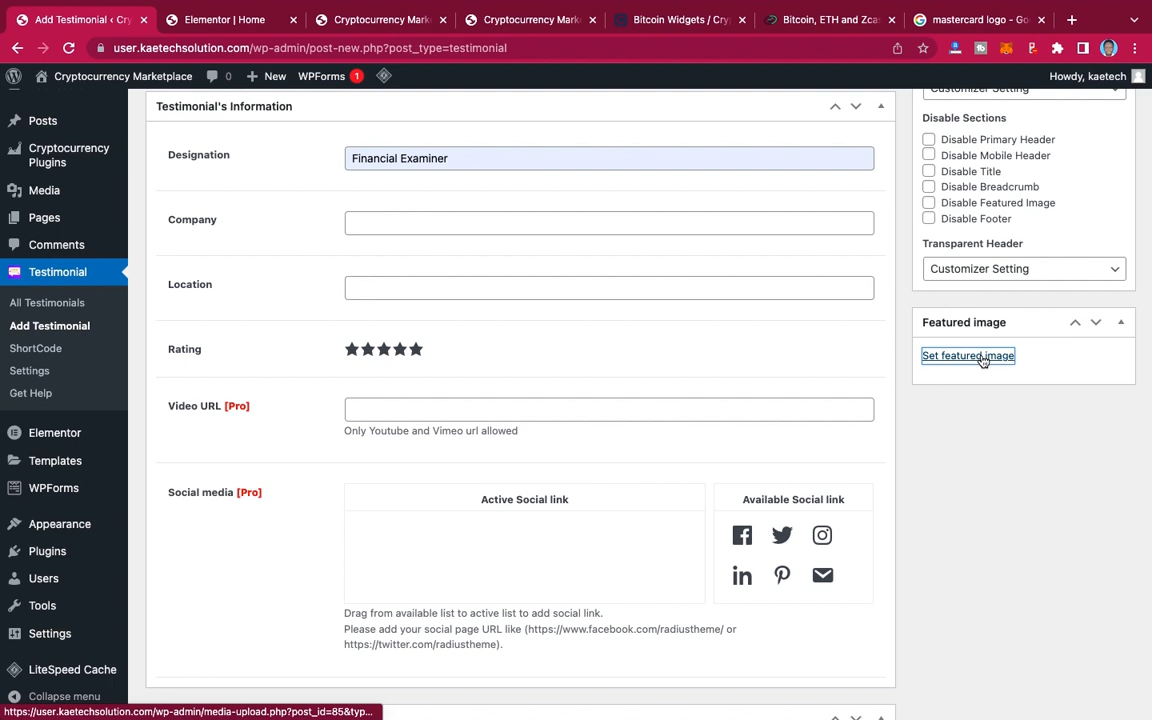 Add Testimonial ‹ Cry
Elementor | Home
Cryptocurrency Marke
Cryptocurrency Marke
Bitcoin Widgets / Cry
Bitcoin, ETH and Zcas
mastercard logo - Go
user.kaetechsolution.com/wp-admin/post-new.php?post_type=testimonial
Cryptocurrency Marketplace
0
New
WPForms 1
Howdy, kaetech
Posts
Cryptocurrency
Plugins
Media
Pages
Comments
Testimonial
All Testimonials
Add Testimonial
ShortCode
Settings
Get Help
Elementor
Templates
WPForms
Appearance
Plugins
Users
Tools
Settings
LiteSpeed Cache
Collapse menu
https://user.kaetechsolution.com/wp-admin/media-upload.php?post_id=85&typ...
Testimonial's Information
Designation
Financial Examiner
Company
Location
Rating
Video URL [Pro]
Only Youtube and Vimeo url allowed
Social media [Pro]
Active Social link
Available Social link
Drag from available list to active list to add social link.
Please add your social page URL like (https://www.facebook.com/radiustheme/ or
https://twitter.com/radiustheme).
Customizer Setting
Disable Sections
Disable Primary Header
Disable Mobile Header
Disable Title
Disable Breadcrumb
Disable Featured Image
Disable Footer
Transparent Header
Customizer Setting
Featured image
Set featured image